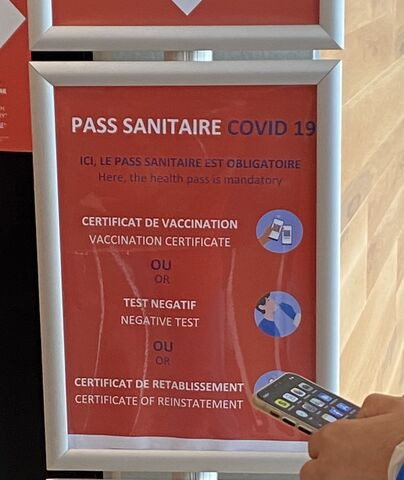 PASS SANITAIRE COVID 19
ICI, LE PASS SANITAIRE EST OBLIGATOIRE
Here, the health pass is mandatory
CERTIFICAT DE VACCINATION
VACCINATION CERTIFICATE
OU
OR
TEST NEGATIF
NEGATIVE TEST
OU
OR
CERTIFICAT DE RETABLISSEMENT
CERTIFICATE OF REINSTATEMENT